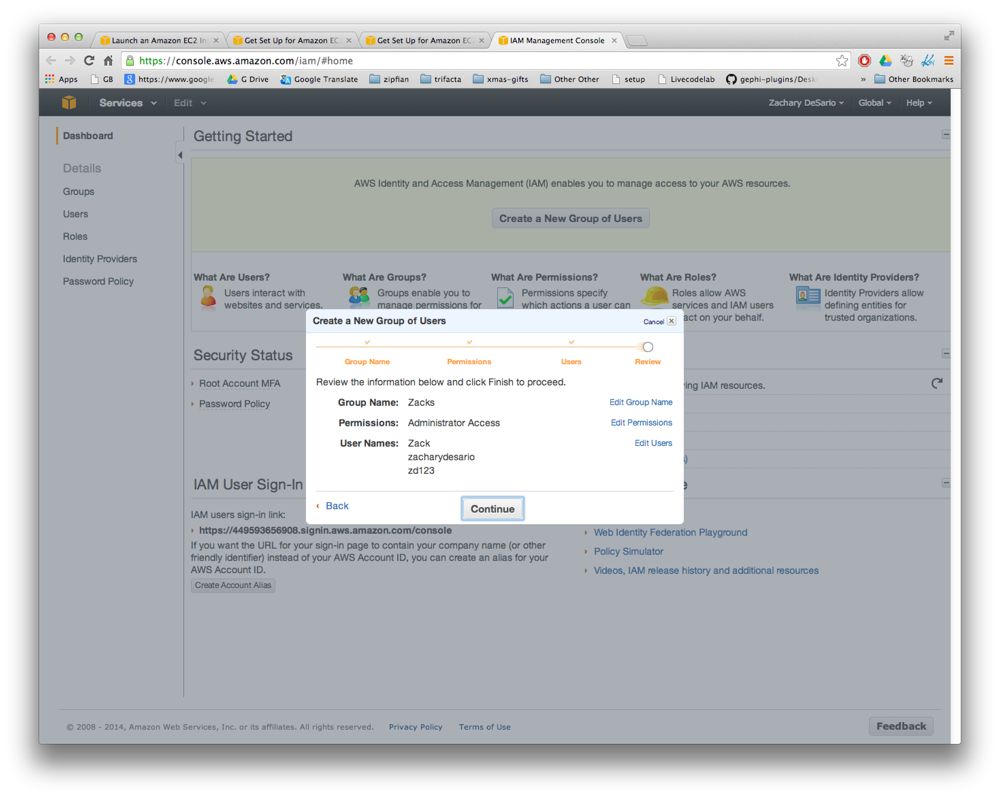 Launch an Amazon EC2 In
Get Set Up for Amazon EC
Get Set Up for Amazon EC
IAM Management Console
https://console.aws.amazon.com/iam/#home
Apps GB https://www.google G Drive Google Translate zipfian trifacta xmas-gifts Other Other setup Livecodelab gephi-plugins/Desk » Other Bookmarks
Services Edit Zachary DeSario Global Help
Dashboard
Details
Groups
Users
Roles
Identity Providers
Password Policy
Getting Started
AWS Identity and Access Management (IAM) enables you to manage access to your AWS resources.
Create a New Group of Users
What Are Users?
Users interact with
websites and services.
What Are Groups?
Groups enable you to
manage permissions for
What Are Permissions?
Permissions specify
which actions a user can
What Are Roles?
Roles allow AWS
services and IAM users
act on your behalf.
What Are Identity Providers?
Identity Providers allow
defining entities for
trusted organizations.
Create a New Group of Users
Cancel
Group Name Permissions Users Review
Review the information below and click Finish to proceed.
Group Name: Zacks Edit Group Name
Permissions: Administrator Access Edit Permissions
User Names: Zack Edit Users
zacharydesario
zd123
Back
Continue
Security Status
Root Account MFA
Password Policy
ing IAM resources.
s)
IAM User Sign-In
e
IAM users sign-in link:
https://449593656908.signin.aws.amazon.com/console
If you want the URL for your sign-in page to contain your company name (or other
friendly identifier) instead of your AWS Account ID, you can create an alias for your
AWS Account ID.
Create Account Alias
Web Identity Federation Playground
Policy Simulator
Videos, IAM release history and additional resources
© 2008 - 2014, Amazon Web Services, Inc. or its affiliates. All rights reserved. Privacy Policy Terms of Use
Feedback